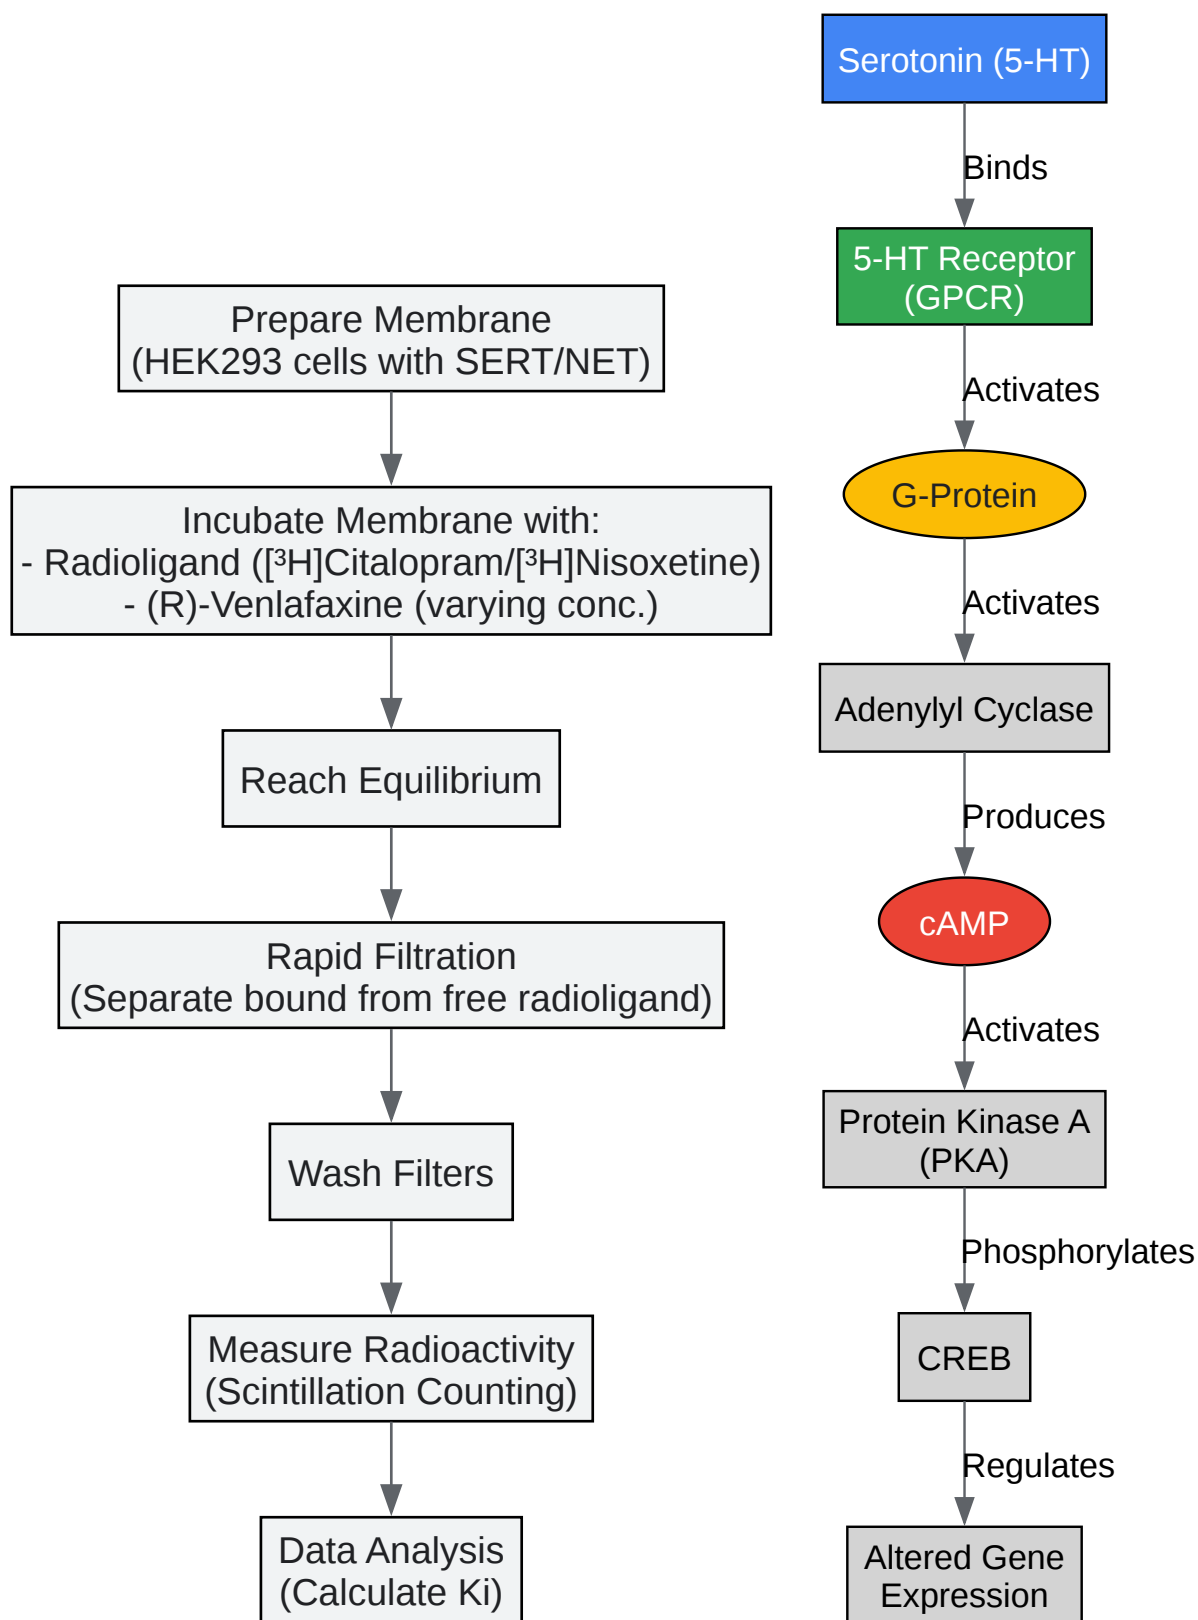 Prepare Membrane
(HEK293 cells with SERT/NET)
Incubate Membrane with:
- Radioligand ([³H]Citalopram/[³H]Nisoxetine)
- (R)-Venlafaxine (varying conc.)
Reach Equilibrium
Rapid Filtration
(Separate bound from free radioligand)
Wash Filters
Measure Radioactivity
(Scintillation Counting)
Data Analysis
(Calculate Ki)
Serotonin (5-HT)
Binds
5-HT Receptor
(GPCR)
Activates
G-Protein
Activates
Adenylyl Cyclase
Produces
cAMP
Activates
Protein Kinase A
(PKA)
Phosphorylates
CREB
Regulates
Altered Gene
Expression